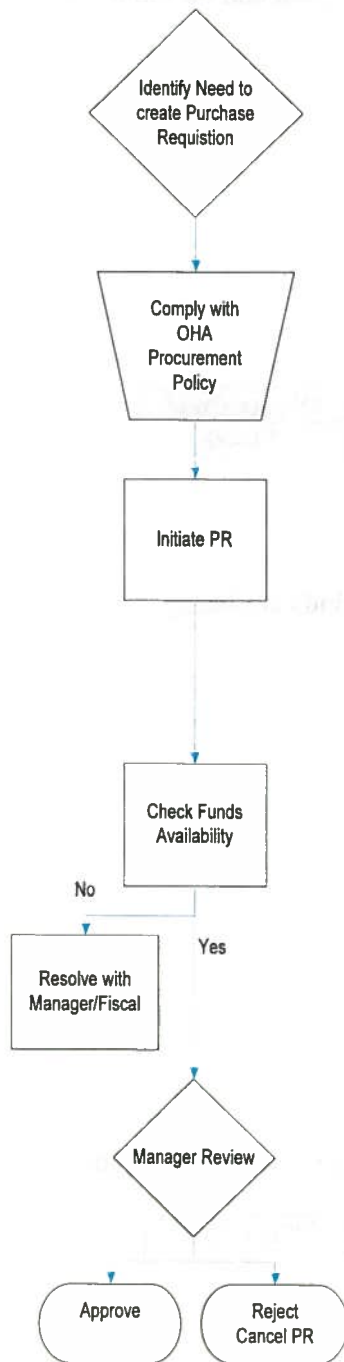 Identify Need to
create Purchase
Requistion
Comply with
OHA
Procurement
Policy
Initiate PR
Check Funds
Availability
No
Yes
Resolve with
Manager/Fiscal
Manager Review
Approve
Reject
Cancel PR